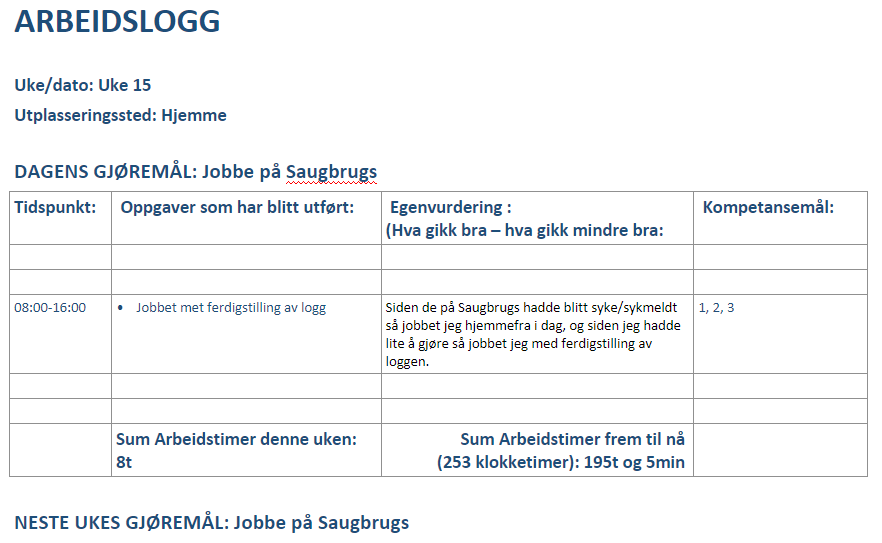 ARBEIDSLOGG
Uke/dato: Uke 15
Utplasseringssted: Hjemme
DAGENS GJØREMÅL: Jobbe på Saugbrugs
Tidspunkt:
Oppgaver som har blitt utført:
Egenvurdering :
(Hva gikk bra – hva gikk mindre bra:
Kompetansemål:
08:00-16:00
• Jobbet met ferdigstilling av logg
Siden de på Saugbrugs hadde blitt syke/sykmeldt
så jobbet jeg hjemmefra i dag, og siden jeg hadde
lite å gjøre så jobbet jeg med ferdigstilling av
loggen.
1, 2, 3
Sum Arbeidstimer denne uken:
8t
Sum Arbeidstimer frem til nå
(253 klokketimer): 195t og 5min
NESTE UKES GJØREMÅL: Jobbe på Saugbrugs